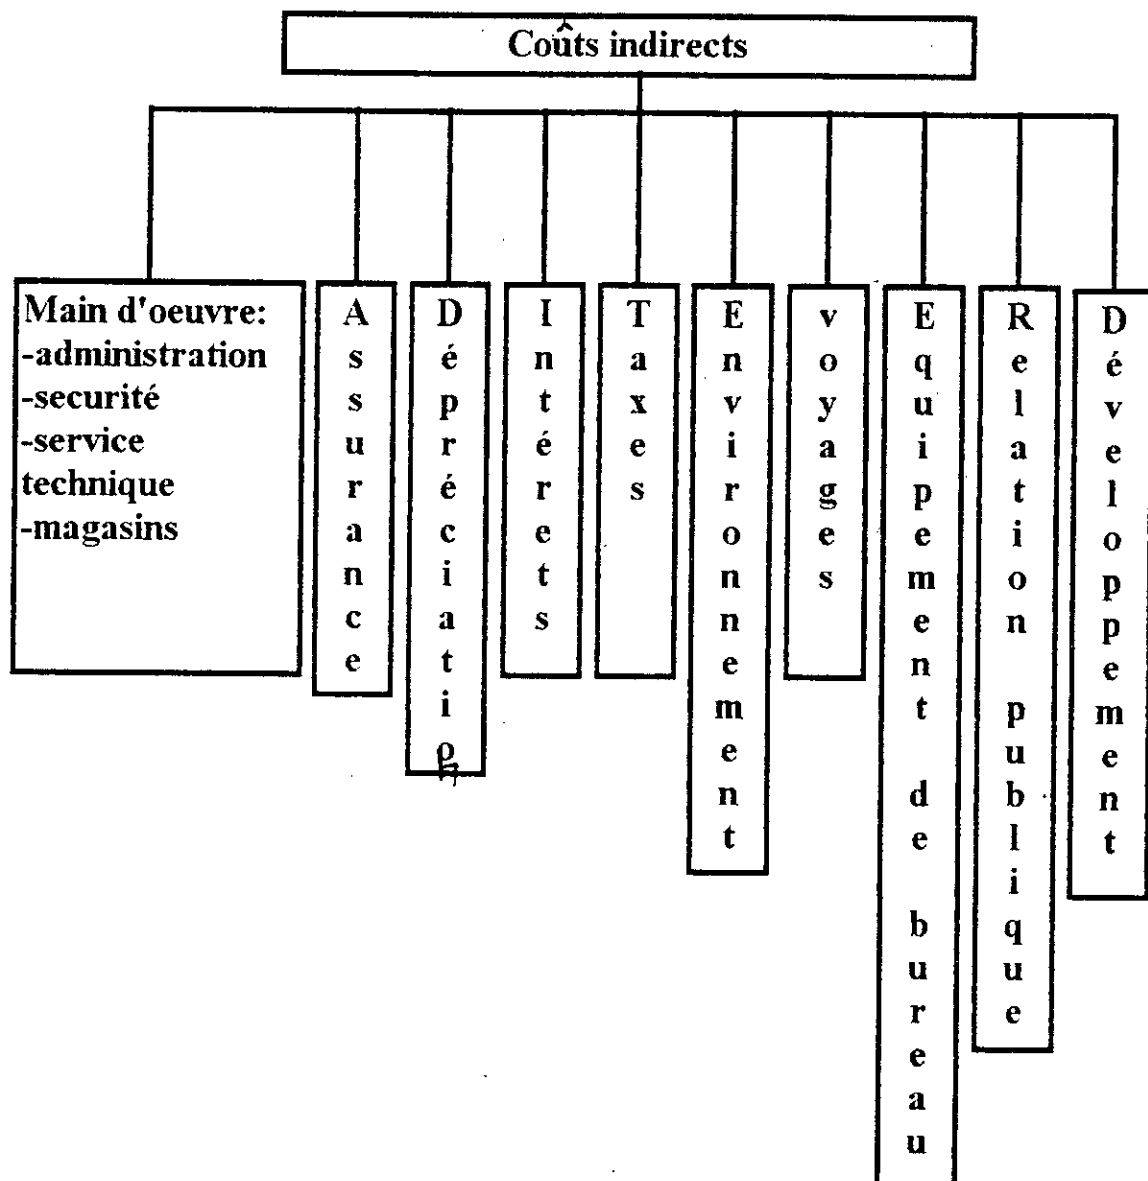 Coûts indirects
Main d'oeuvre:
-administration
-securité
-service
technique
-magasins
Assurance
Dépréciation
Intérets
Taxes
Environnement
voyages
Equipement de bureau
Relation publique
Développement